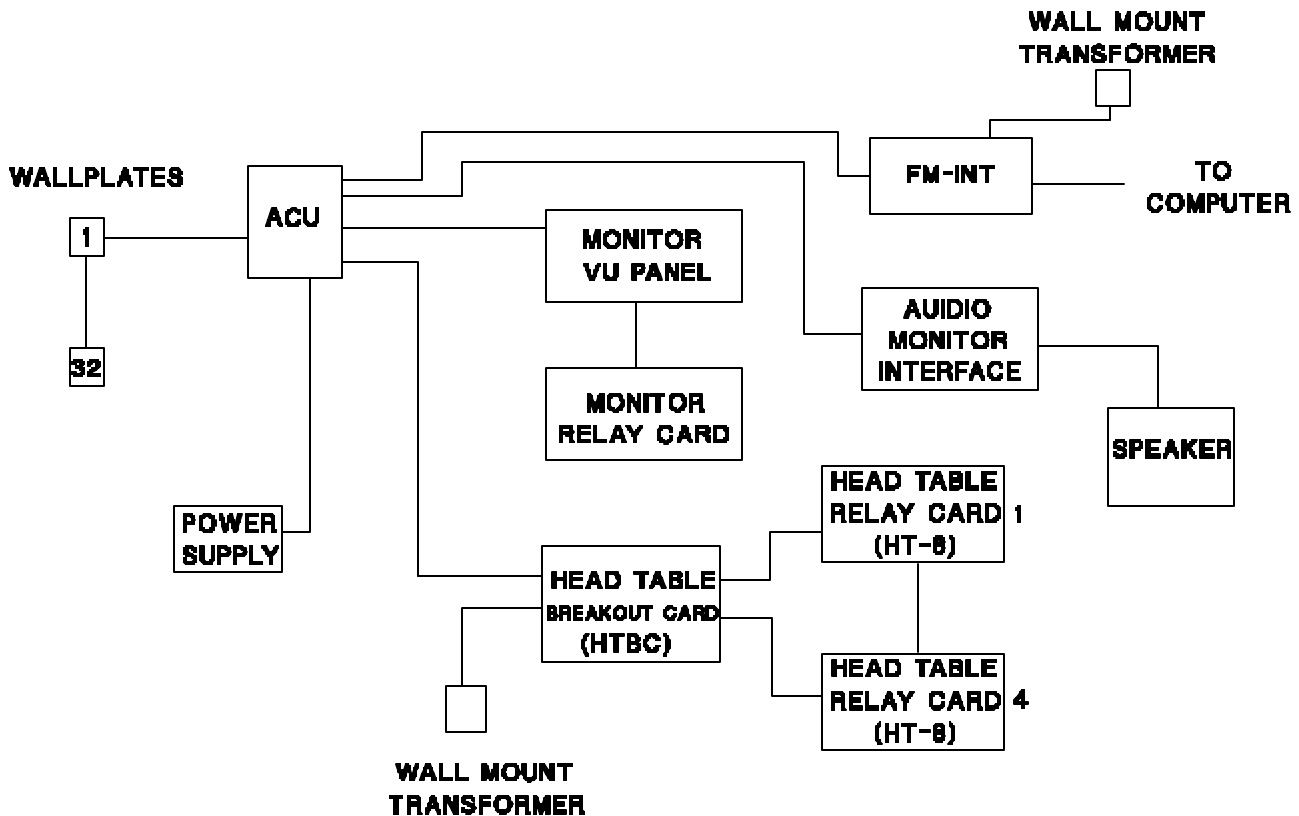 WALL MOUNT
TRANSFORMER
WALLPLATES
ACU
FM-INT
TO
COMPUTER
1
MONITOR
VU PANEL
32
AUIDIO
MONITOR
INTERFACE
MONITOR
RELAY CARD
SPEAKER
POWER
SUPPLY
HEAD TABLE
RELAY CARD 1
(HT-8)
HEAD TABLE
BREAKOUT CARD
(HTBC)
HEAD TABLE
RELAY CARD 4
(HT-8)
WALL MOUNT
TRANSFORMER